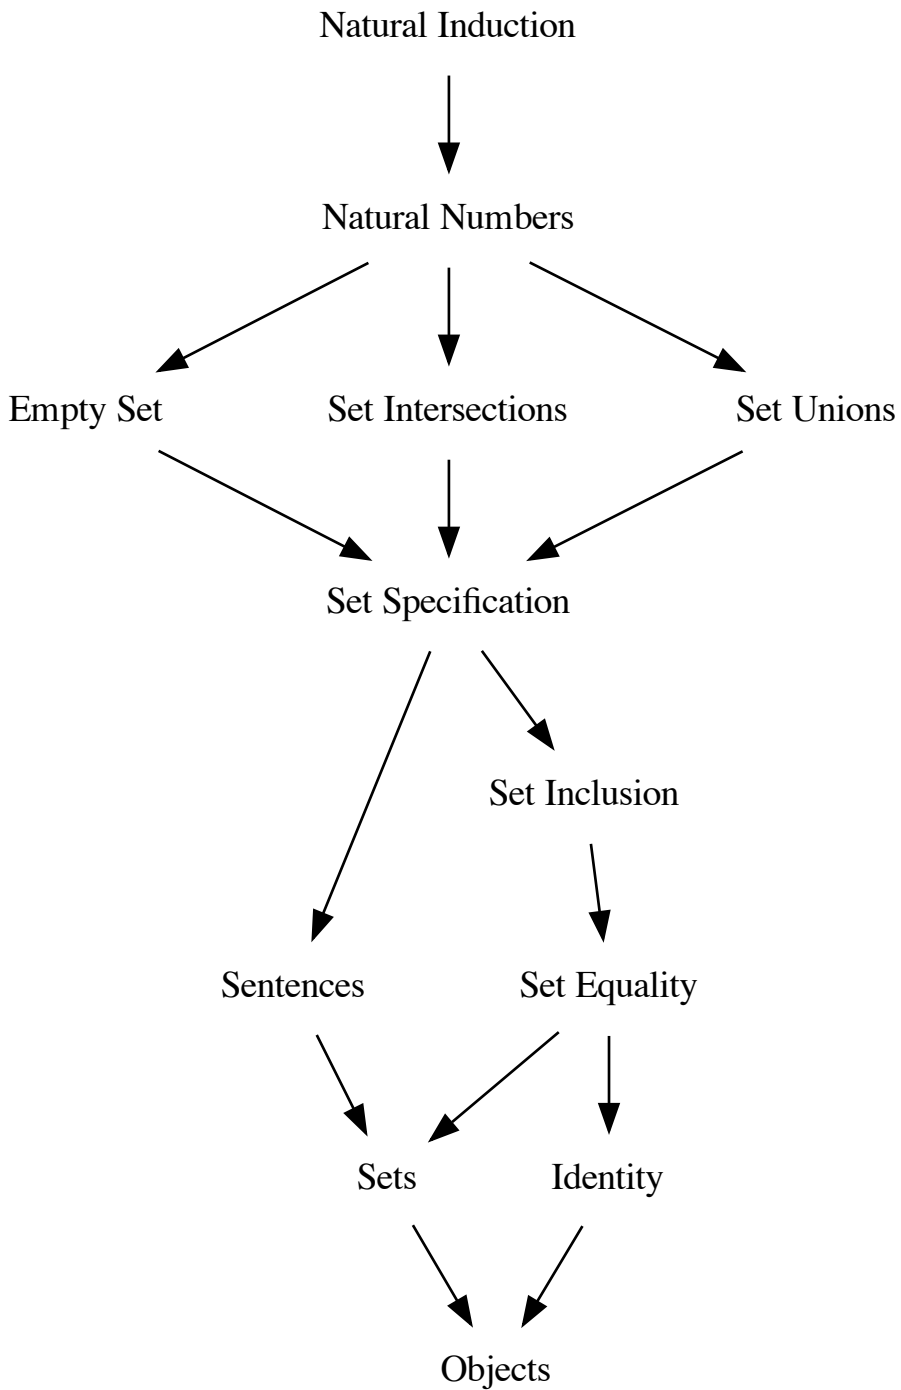 Natural Induction
Natural Numbers
Empty Set
Set Intersections
Set Unions
Set Specification
Set Inclusion
Sentences
Set Equality
Sets
Identity
Objects